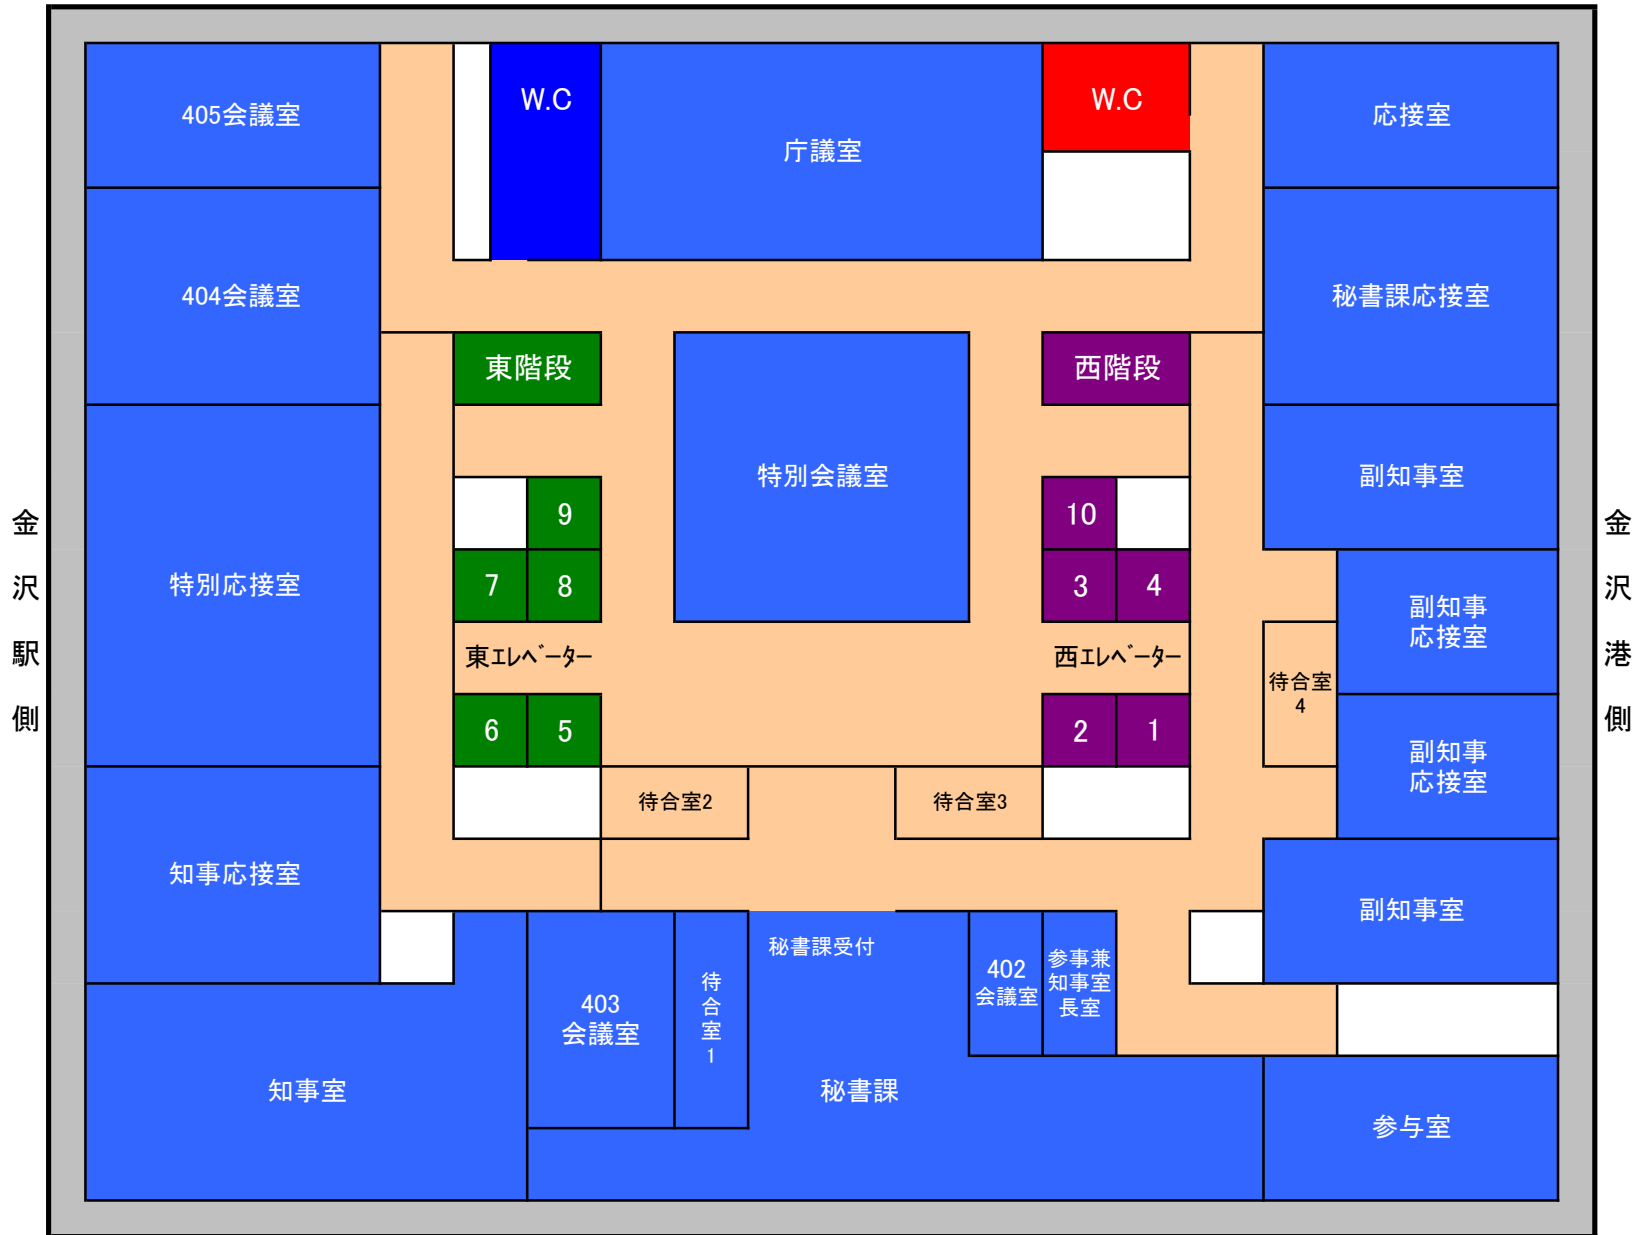 405会議室
W.C
庁議室
W.C
応接室
404会議室
秘書課応接室
東階段
西階段
特別会議室
副知事室
9
10
金沢駅側
特別応接室
7
8
3
4
副知事
応接室
金沢港側
東エレベーター
西エレベーター
待合室
4
6
5
2
1
副知事
応接室
待合室2
待合室3
知事応接室
副知事室
秘書課受付
402
会議室
参事兼
知事室
長室
403
会議室
待合室1
知事室
秘書課
参与室